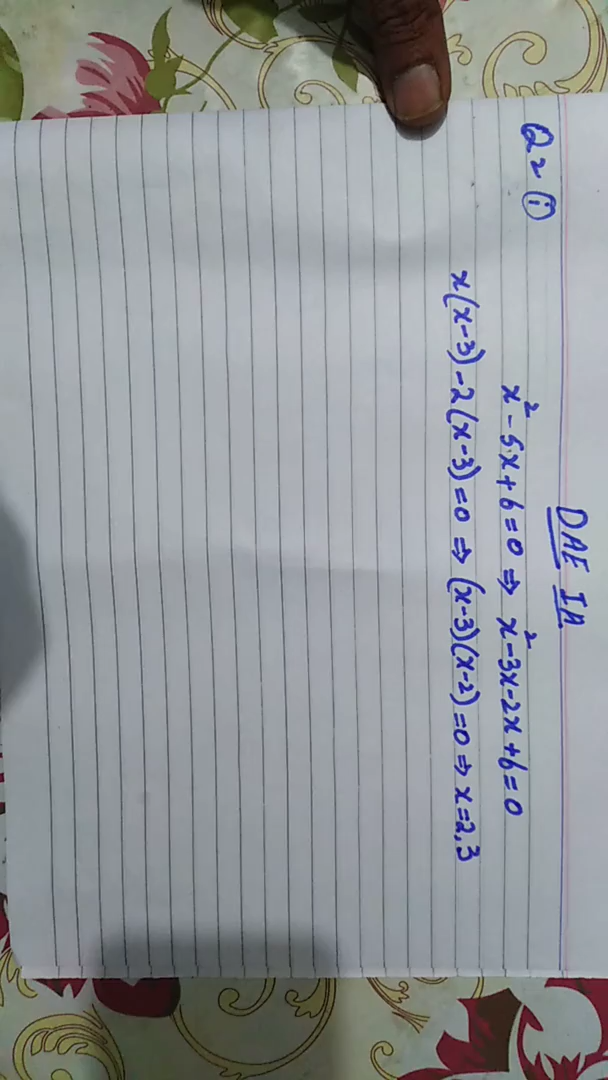 DAE IA
Q2 ①
x² - 5x + 6 = 0 ⇒ x² - 3x - 2x + 6 = 0
x(x-3) - 2(x-3) = 0 ⇒ (x-3)(x-2) = 0 ⇒ x = 2, 3